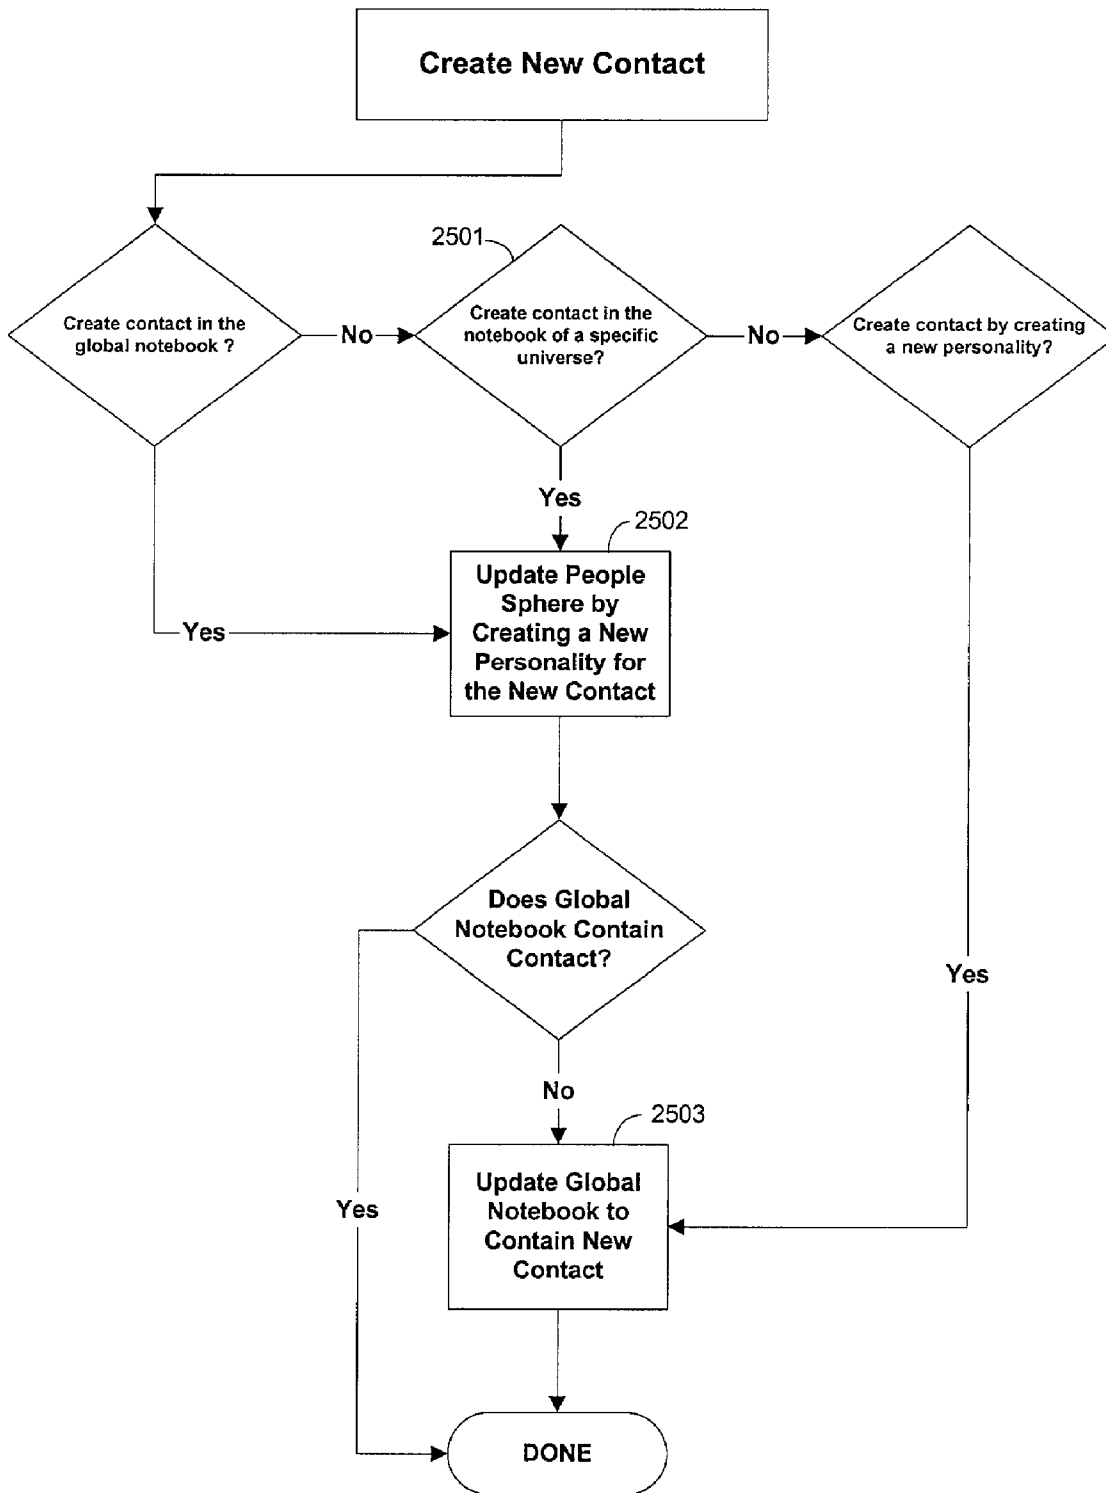 Create New Contact
2501
Create contact in the
global notebook ?
No
Create contact in the
notebook of a specific
universe?
No
Create contact by creating
a new personality?
Yes
2502
Update People
Sphere by
Creating a New
Personality for
the New Contact
Yes
Does Global
Notebook Contain
Contact?
Yes
No
2503
Update Global
Notebook to
Contain New
Contact
Yes
DONE